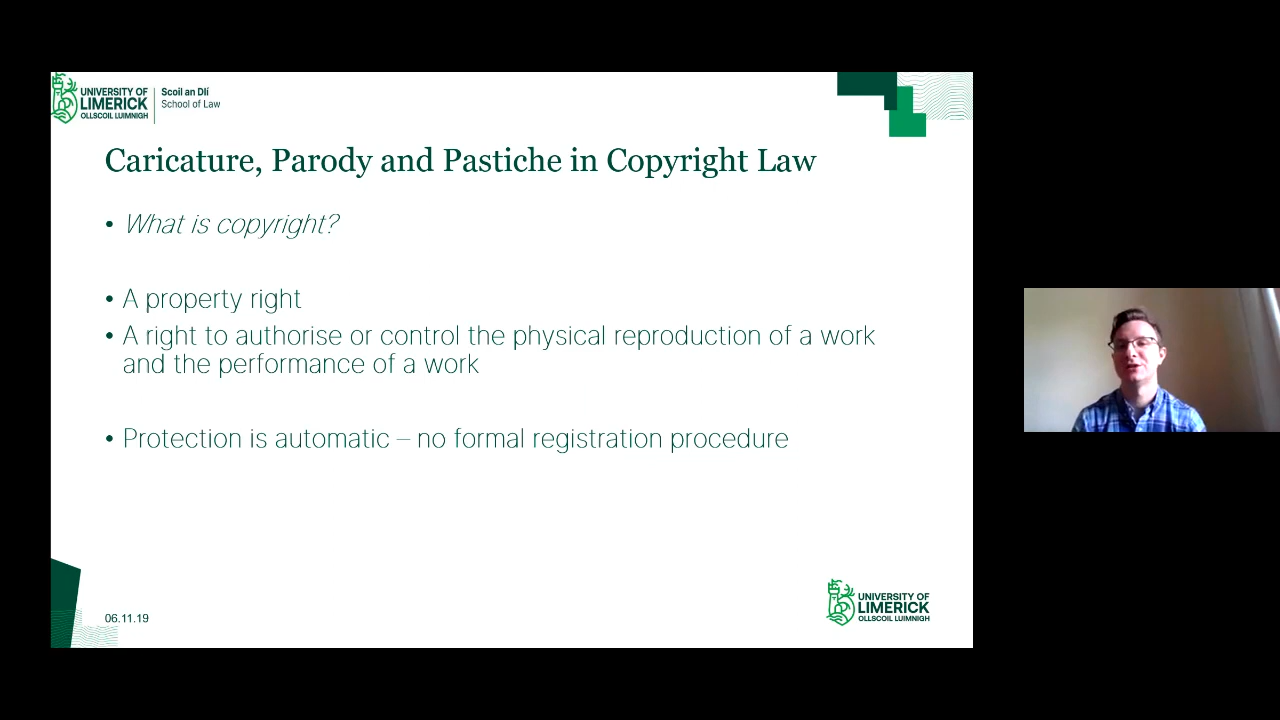 UNIVERSITY OF
LIMERICK
OLLSCOIL LUIMNIGH
Scoil an Dlí
School of Law
Caricature, Parody and Pastiche in Copyright Law
• What is copyright?
• A property right
• A right to authorise or control the physical reproduction of a work
and the performance of a work
• Protection is automatic – no formal registration procedure
06.11.19
UNIVERSITY OF
LIMERICK
OLLSCOIL LUIMNIGH